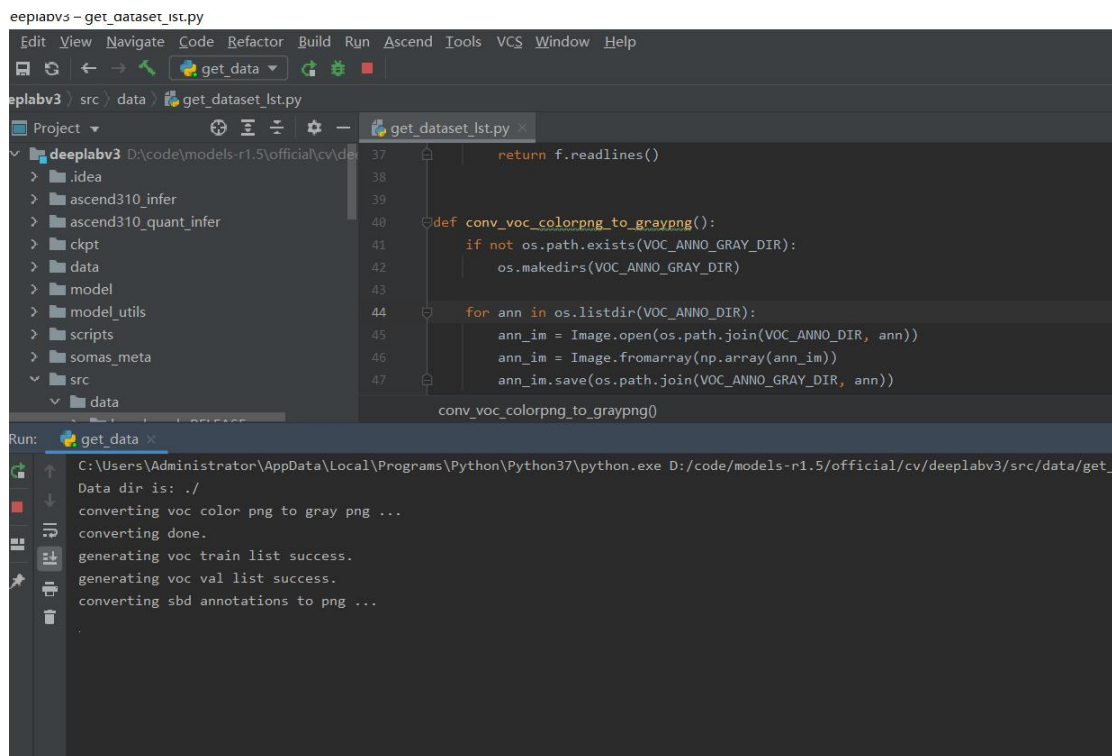 eeplabv3 – get_dataset_lst.py
Edit View Navigate Code Refactor Build Run Ascend Tools VCS Window Help
get_data
eplabv3 src data get_dataset_lst.py
Project
get_dataset_lst.py
deeplabv3 D:\code\models-r1.5\official\cv\de
.idea
ascend310_infer
ascend310_quant_infer
ckpt
data
model
model_utils
scripts
somas_meta
src
data
37 return f.readlines()
38
39
40 def conv_voc_colorpng_to_graypng():
41 if not os.path.exists(VOC_ANNO_GRAY_DIR):
42 os.makedirs(VOC_ANNO_GRAY_DIR)
43
44 for ann in os.listdir(VOC_ANNO_DIR):
45 ann_im = Image.open(os.path.join(VOC_ANNO_DIR, ann))
46 ann_im = Image.fromarray(np.array(ann_im))
47 ann_im.save(os.path.join(VOC_ANNO_GRAY_DIR, ann))
conv_voc_colorpng_to_graypng()
Run: get_data
C:\Users\Administrator\AppData\Local\Programs\Python\Python37\python.exe D:/code/models-r1.5/official/cv/deeplabv3/src/data/get_
Data dir is: ./
converting voc color png to gray png ...
converting done.
generating voc train list success.
generating voc val list success.
converting sbd annotations to png ...